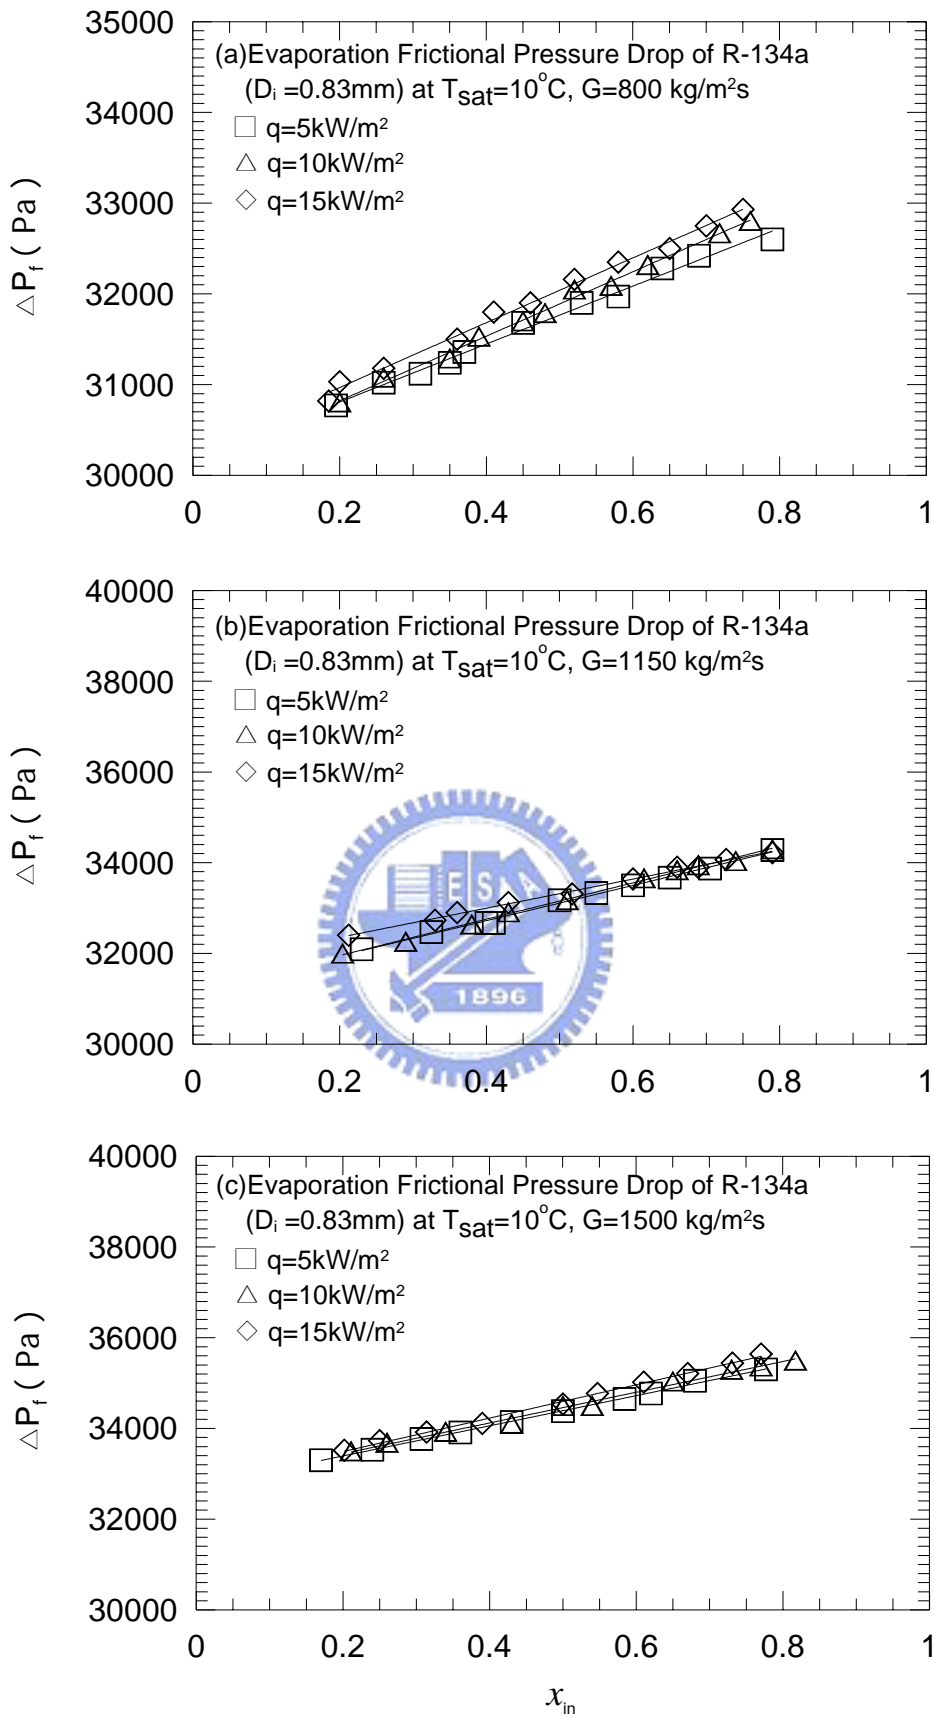 35000
34000
33000
32000
31000
30000
△P_f ( Pa )
(a)Evaporation Frictional Pressure Drop of R-134a
(Dᵢ =0.83mm) at T_sat=10°C, G=800 kg/m²s
q=5kW/m²
q=10kW/m²
q=15kW/m²
0 0.2 0.4 0.6 0.8 1
40000
38000
36000
34000
32000
30000
△P_f ( Pa )
(b)Evaporation Frictional Pressure Drop of R-134a
(Dᵢ =0.83mm) at T_sat=10°C, G=1150 kg/m²s
q=5kW/m²
q=10kW/m²
q=15kW/m²
E S A
1896
0 0.2 0.4 0.6 0.8 1
40000
38000
36000
34000
32000
30000
△P_f ( Pa )
(c)Evaporation Frictional Pressure Drop of R-134a
(Dᵢ =0.83mm) at T_sat=10°C, G=1500 kg/m²s
q=5kW/m²
q=10kW/m²
q=15kW/m²
0 0.2 0.4 0.6 0.8 1
x_in